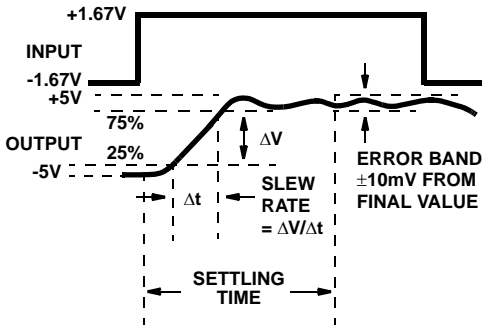 +1.67V
INPUT
-1.67V
+5V
75%
OUTPUT
25%
-5V
ΔV
Δt
SLEW
RATE
= ΔV/Δt
ERROR BAND
±10mV FROM
FINAL VALUE
SETTLING
TIME